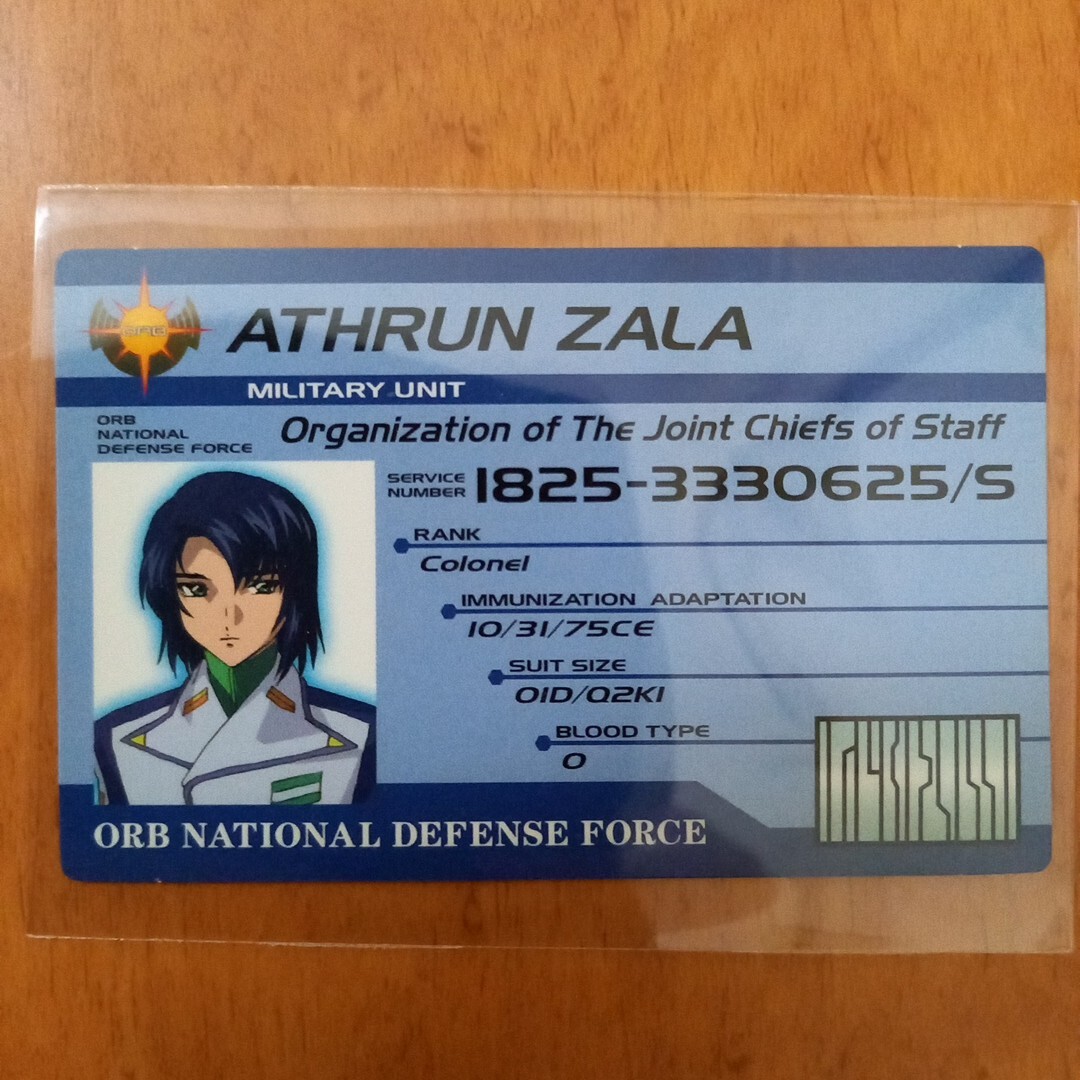 ORB
ATHRUN ZALA
MILITARY UNIT
ORB
NATIONAL
DEFENSE FORCE
Organization of The Joint Chiefs of Staff
SERVICE
NUMBER
1825-3330625/S
RANK
Colonel
IMMUNIZATION ADAPTATION
10/31/75CE
SUIT SIZE
01D/Q2K1
BLOOD TYPE
O
ORB NATIONAL DEFENSE FORCE